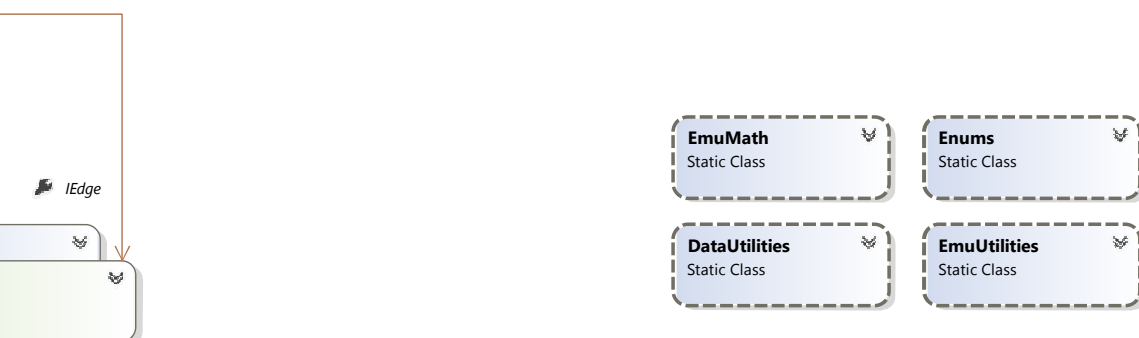 EmuMath
Static Class
Enums
Static Class
IEdge
DataUtilities
Static Class
EmuUtilities
Static Class